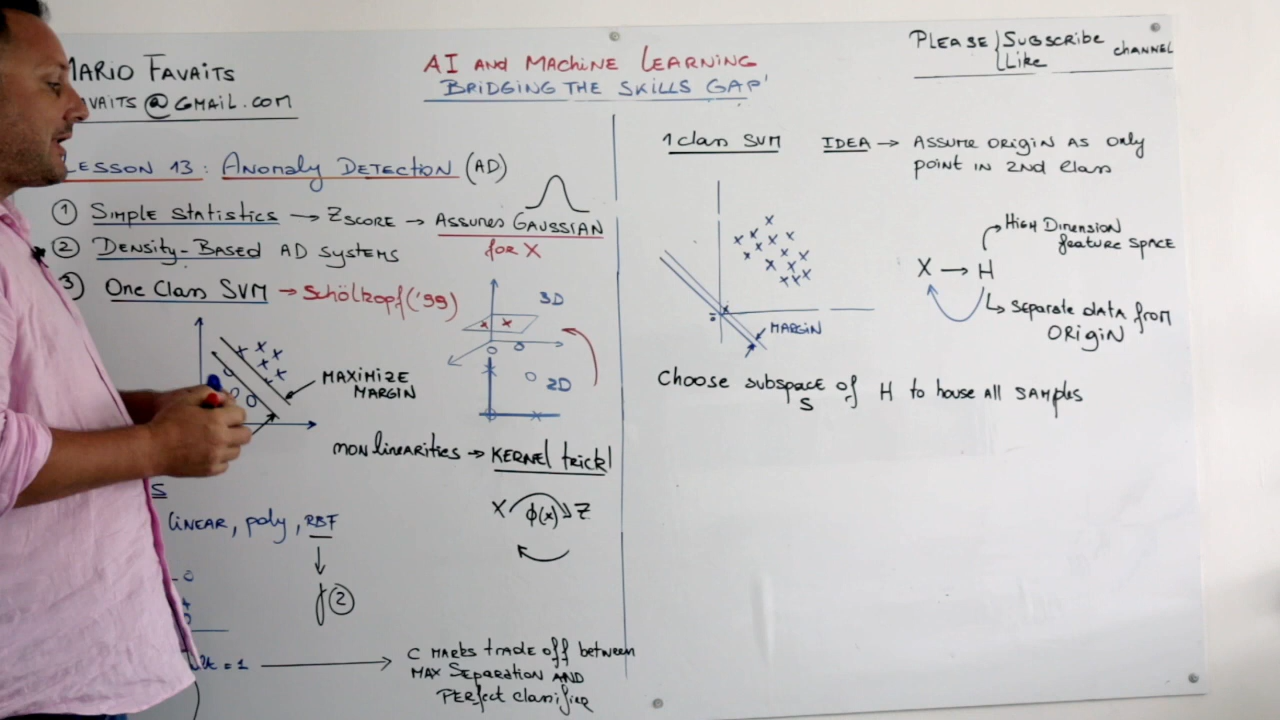 MARIO FAVAITS
AVAITS@GMAIL.COM
AI AND MACHINE LEARNING
'BRIDGING THE SKILLS GAP'
PLEASE SUBSCRIBE
LIKE
CHANNEL
LESSON 13: ANOMALY DETECTION (AD)
① SIMPLE STATISTICS → ZSCORE → ASSUMES GAUSSIAN
for X
② DENSITY-BASED AD SYSTEMS
3) ONE CLASS SVM → SCHÖLKOPF('99)
3D
2D
MAXIMIZE
MARGIN
NON linearities → KERNEL trick!
X φ(x) Z
S
LINEAR, poly, RBF
② 
= 1 → C MARKS trade off between
MAX Separation AND
PERfect classifier
1 class SVM
IDEA → ASSUME ORIGIN AS only
point in 2nd Class
MARGIN
X → H
HIGH DIMENSION
feature SPACE
SEPARATE DATA from
ORIGIN
Choose subspace of H to house all SAMPLES
S